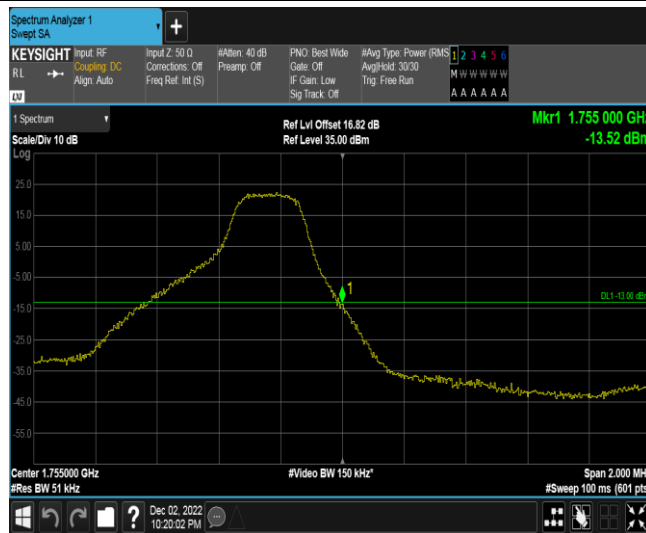 Spectrum Analyzer 1
Swept SA
+
KEYSIGHT
RL
LXI
Input: RF
Coupling: DC
Align: Auto
Input Z: 50 Ω
Corrections: Off
Freq Ref: Int (S)
#Atten: 40 dB
Preamp: Off
PNO: Best Wide
Gate: Off
IF Gain: Low
Sig Track: Off
#Avg Type: Power (RMS
Avg|Hold: 30/30
Trig: Free Run
1 2 3 4 5 6
M W W W W W
A A A A A A
1 Spectrum
Scale/Div 10 dB
Ref Lvl Offset 16.82 dB
Ref Level 35.00 dBm
Mkr1 1.755 000 GHz
-13.52 dBm
Log
25.0
15.0
5.00
-5.00
1
DL1 -13.00 dBm
-15.0
-25.0
-35.0
-45.0
-55.0
Center 1.755000 GHz
#Video BW 150 kHz*
Span 2.000 MH
#Res BW 51 kHz
#Sweep 100 ms (601 pts
?
Dec 02, 2022
10:20:02 PM